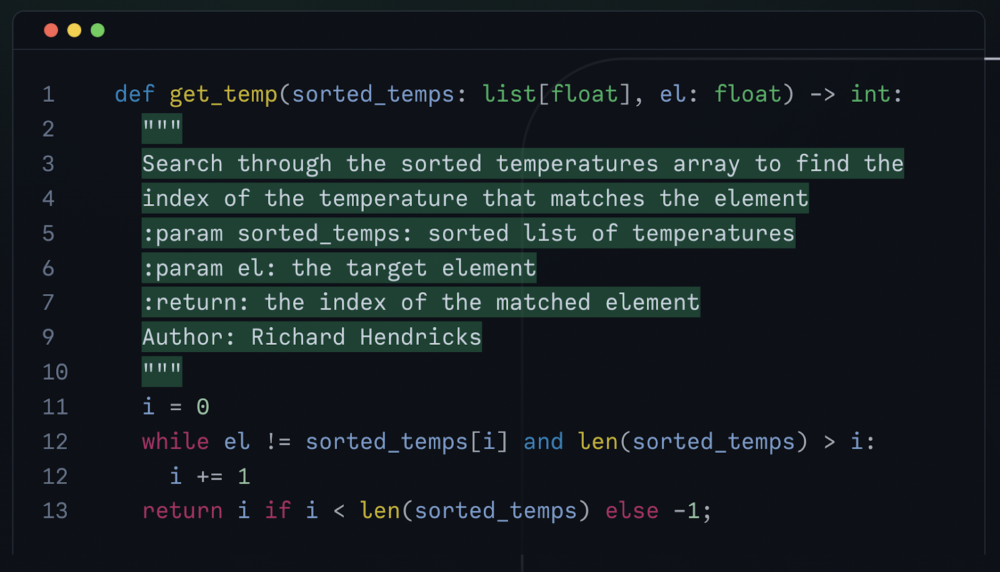 1 def get_temp(sorted_temps: list[float], el: float) -> int:
2 """
3 Search through the sorted temperatures array to find the
4 index of the temperature that matches the element
5 :param sorted_temps: sorted list of temperatures
6 :param el: the target element
7 :return: the index of the matched element
9 Author: Richard Hendricks
10 """
11 i = 0
12 while el != sorted_temps[i] and len(sorted_temps) > i:
12 i += 1
13 return i if i < len(sorted_temps) else -1;